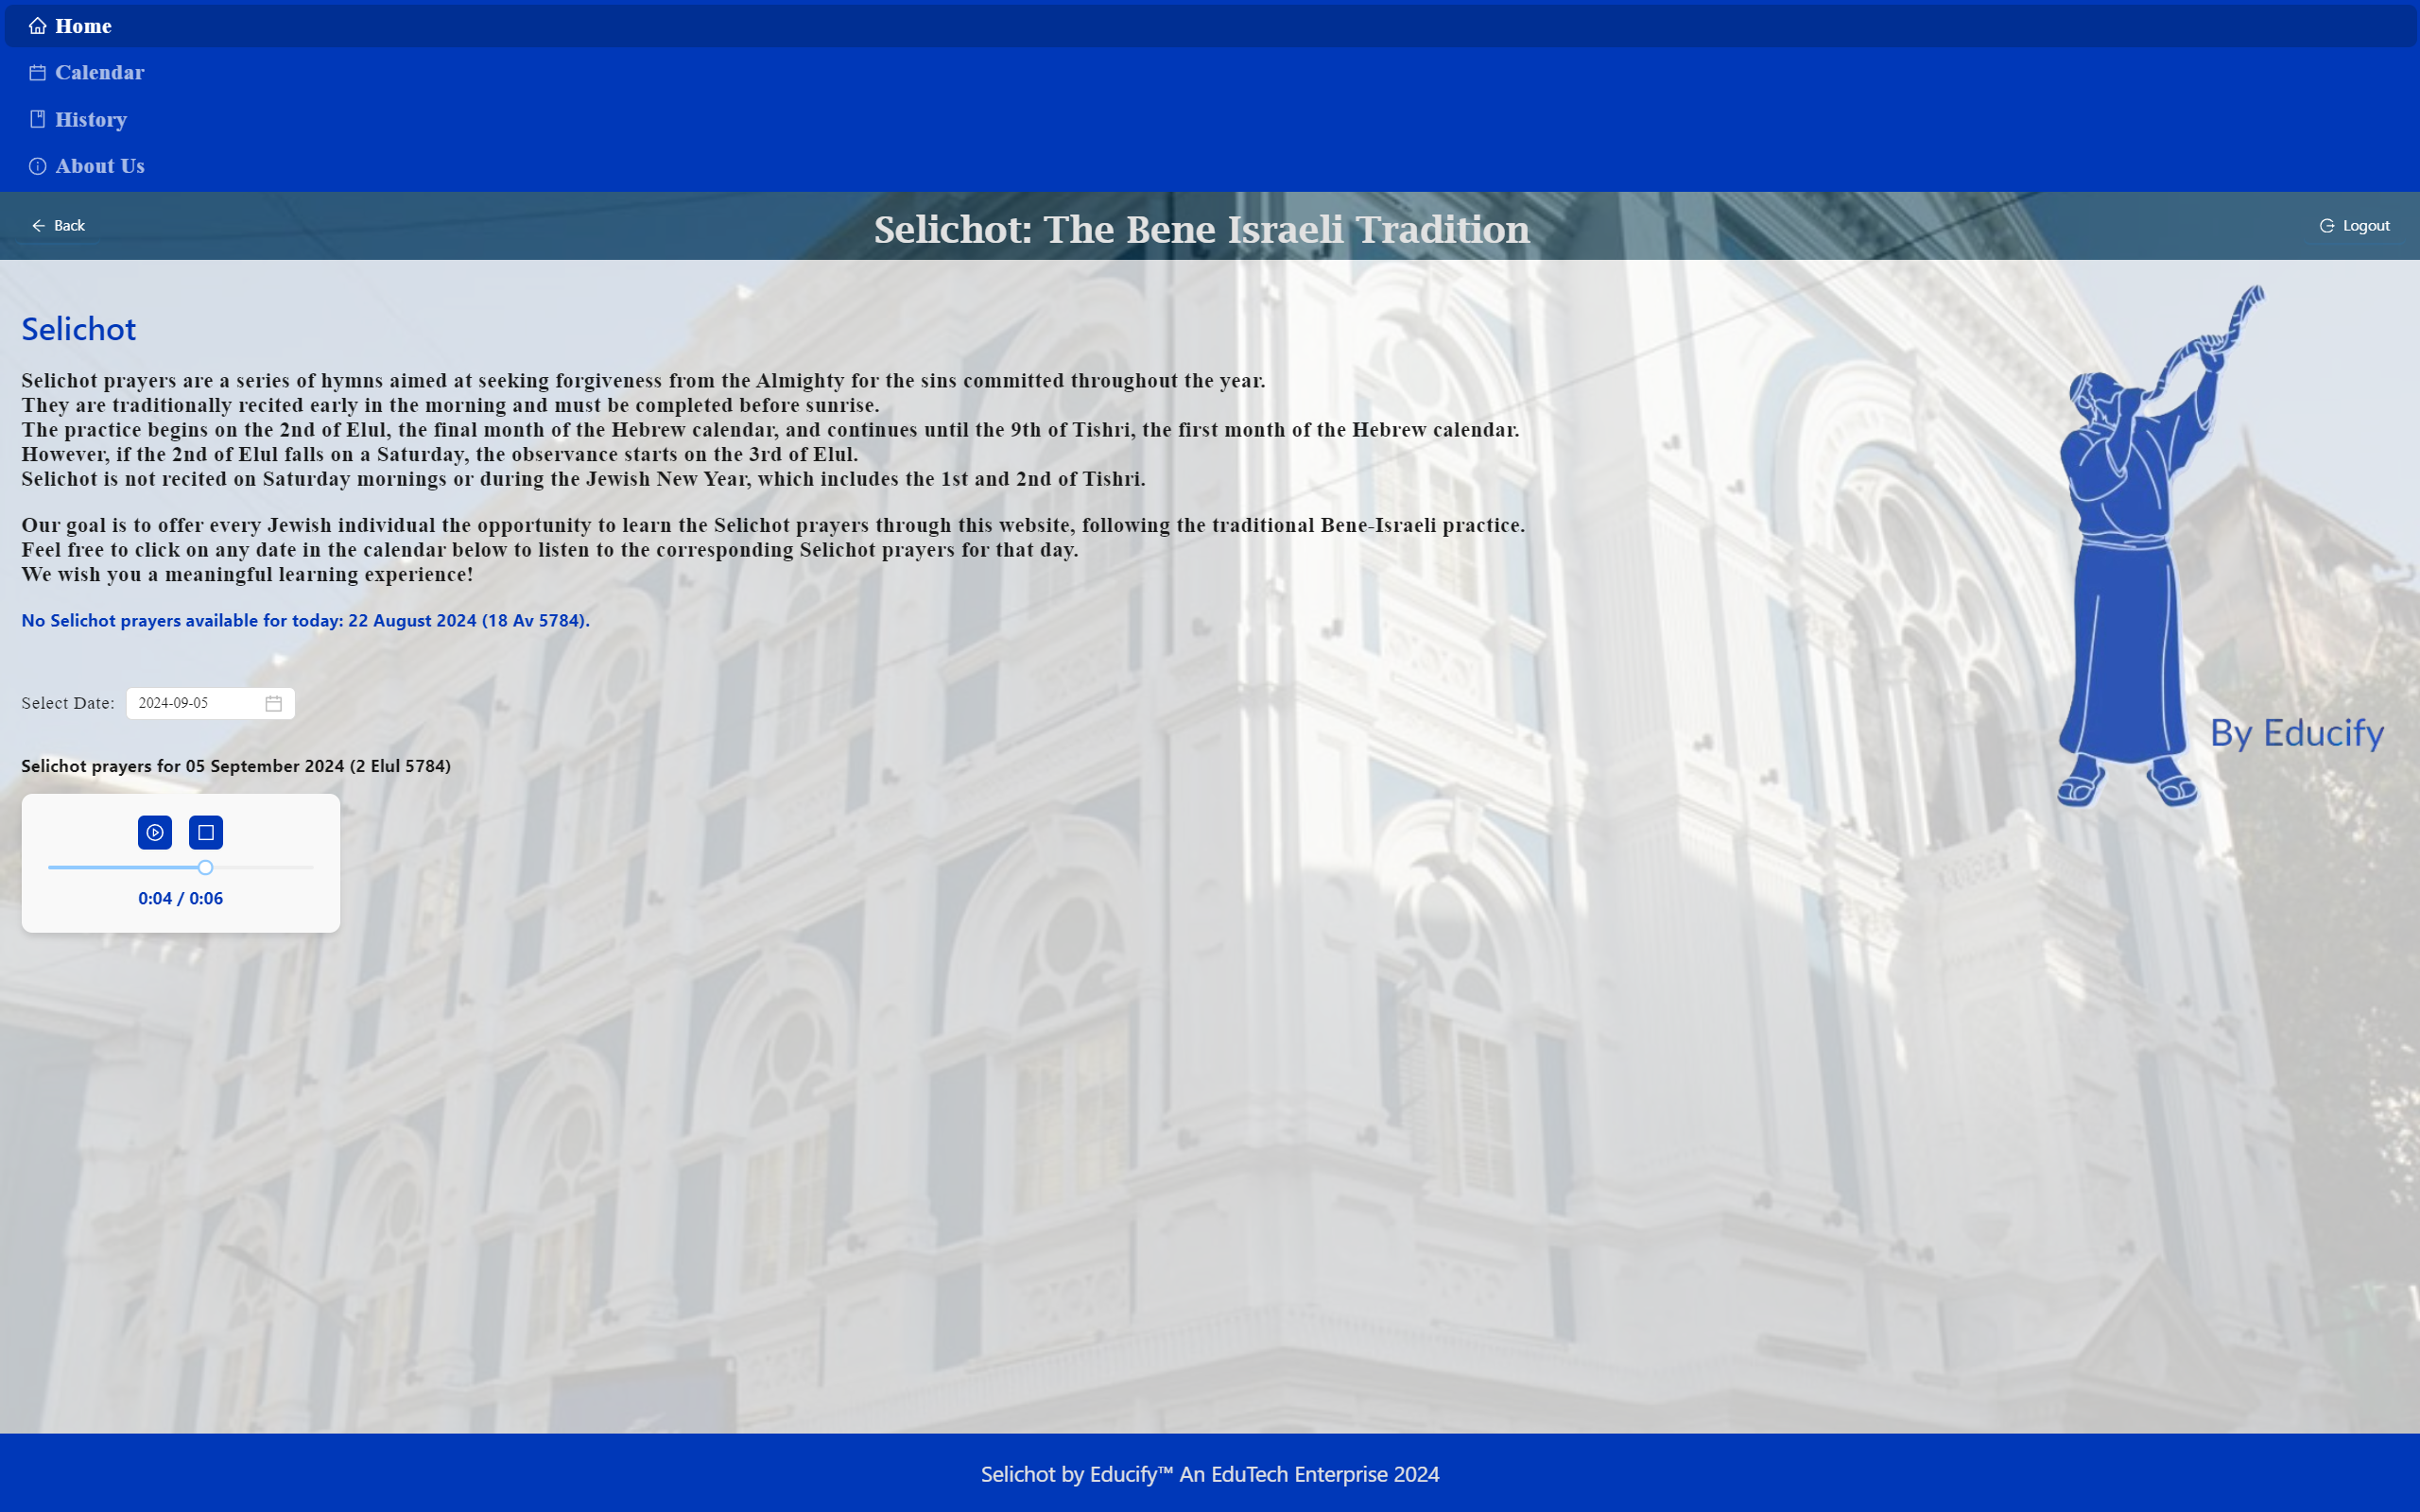 Home
Calendar
History
About Us
Back
Selichot: The Bene Israeli Tradition
Logout
Selichot
Selichot prayers are a series of hymns aimed at seeking forgiveness from the Almighty for the sins committed throughout the year.
They are traditionally recited early in the morning and must be completed before sunrise.
The practice begins on the 2nd of Elul, the final month of the Hebrew calendar, and continues until the 9th of Tishri, the first month of the Hebrew calendar.
However, if the 2nd of Elul falls on a Saturday, the observance starts on the 3rd of Elul.
Selichot is not recited on Saturday mornings or during the Jewish New Year, which includes the 1st and 2nd of Tishri.
Our goal is to offer every Jewish individual the opportunity to learn the Selichot prayers through this website, following the traditional Bene-Israeli practice.
Feel free to click on any date in the calendar below to listen to the corresponding Selichot prayers for that day.
We wish you a meaningful learning experience!
No Selichot prayers available for today: 22 August 2024 (18 Av 5784).
Select Date: 2024-09-05
By Educify
Selichot prayers for 05 September 2024 (2 Elul 5784)
0:04 / 0:06
Selichot by Educify™ An EduTech Enterprise 2024